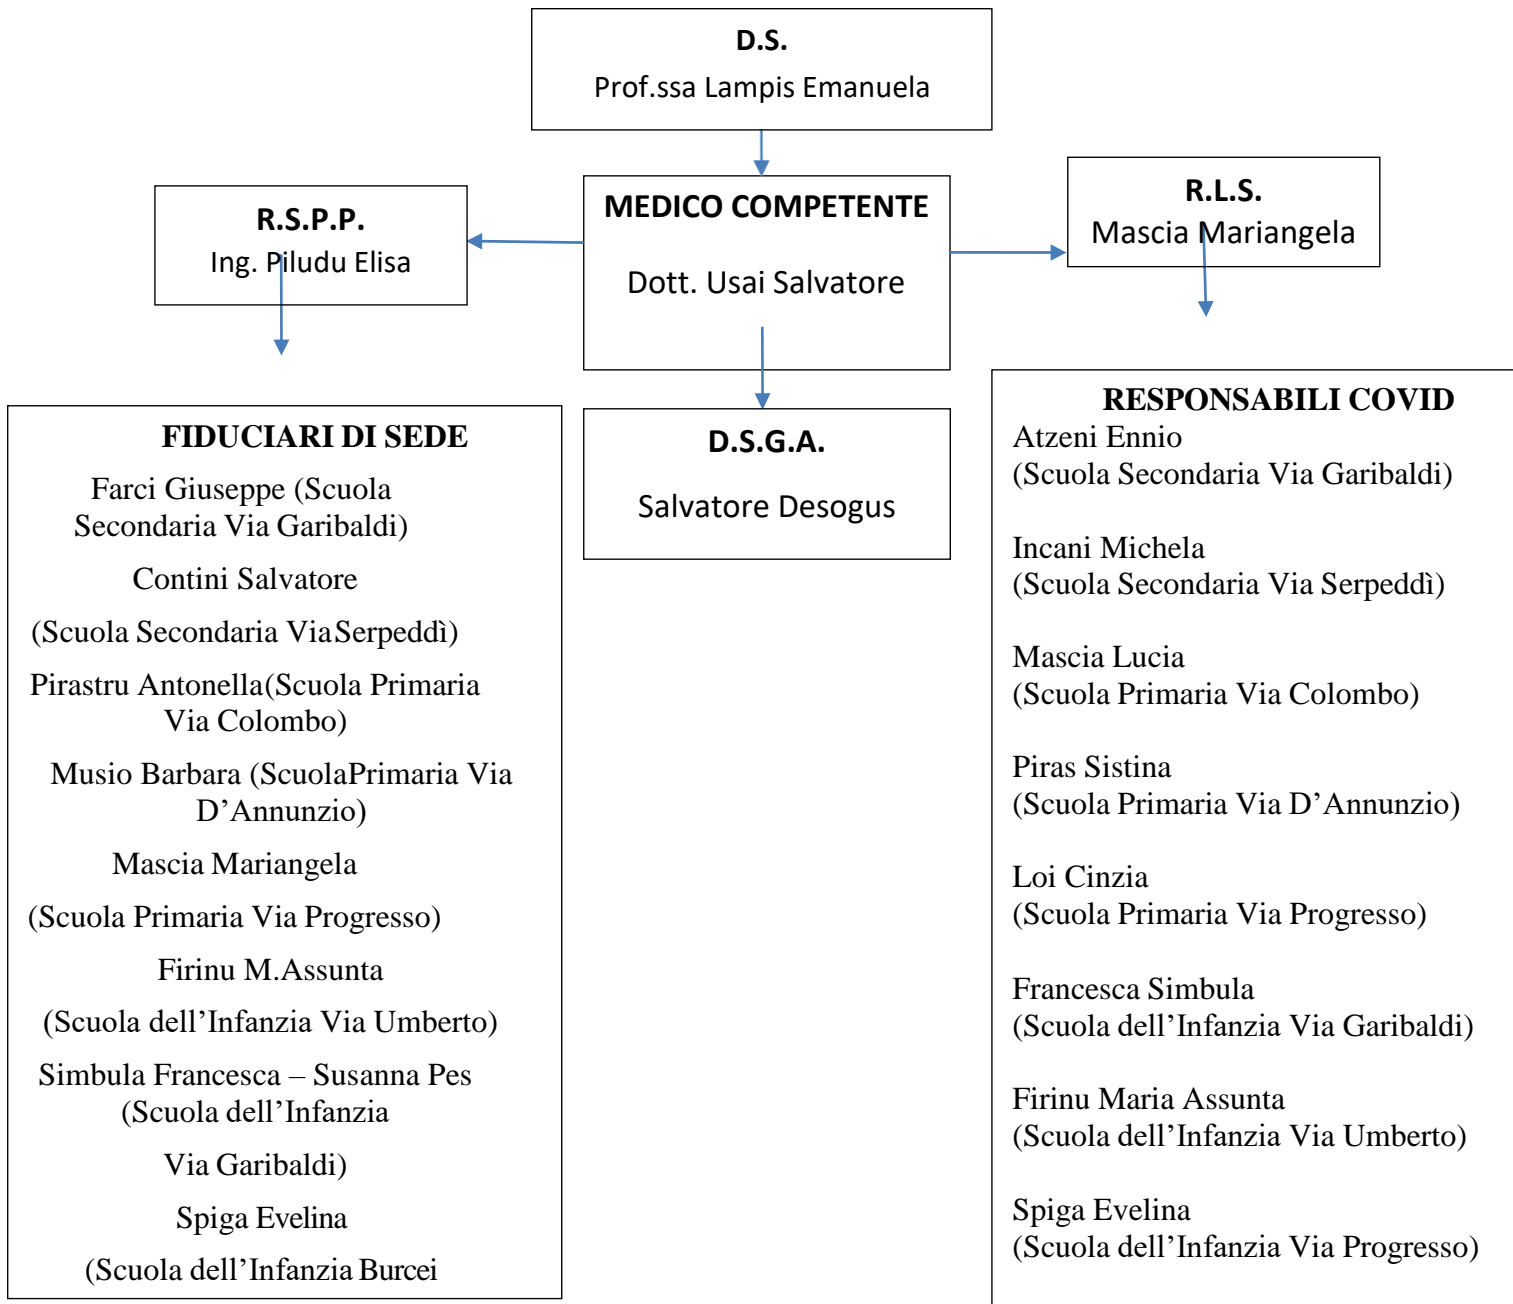 D.S.
Prof.ssa Lampis Emanuela
R.S.P.P.
Ing. Piludu Elisa
MEDICO COMPETENTE
Dott. Usai Salvatore
R.L.S.
Mascia Mariangela
FIDUCIARI DI SEDE
Farci Giuseppe (Scuola
Secondaria Via Garibaldi)
Contini Salvatore
(Scuola Secondaria ViaSerpeddì)
Pirastru Antonella(Scuola Primaria
Via Colombo)
Musio Barbara (ScuolaPrimaria Via
D’Annunzio)
Mascia Mariangela
(Scuola Primaria Via Progresso)
Firinu M.Assunta
(Scuola dell’Infanzia Via Umberto)
Simbula Francesca – Susanna Pes
(Scuola dell’Infanzia
Via Garibaldi)
Spiga Evelina
(Scuola dell’Infanzia Burcei
D.S.G.A.
Salvatore Desogus
RESPONSABILI COVID
Atzeni Ennio
(Scuola Secondaria Via Garibaldi)
Incani Michela
(Scuola Secondaria Via Serpeddì)
Mascia Lucia
(Scuola Primaria Via Colombo)
Piras Sistina
(Scuola Primaria Via D’Annunzio)
Loi Cinzia
(Scuola Primaria Via Progresso)
Francesca Simbula
(Scuola dell’Infanzia Via Garibaldi)
Firinu Maria Assunta
(Scuola dell’Infanzia Via Umberto)
Spiga Evelina
(Scuola dell’Infanzia Via Progresso)